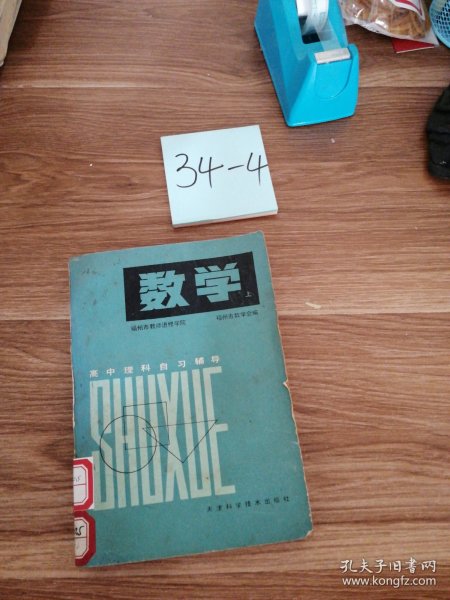 34-4
数学
上
福州市教师进修学院 福州市数学会编
高中理科自习辅导
SHUXUE
天津科学技术出版社
孔夫子旧书网
www.kongfz.com